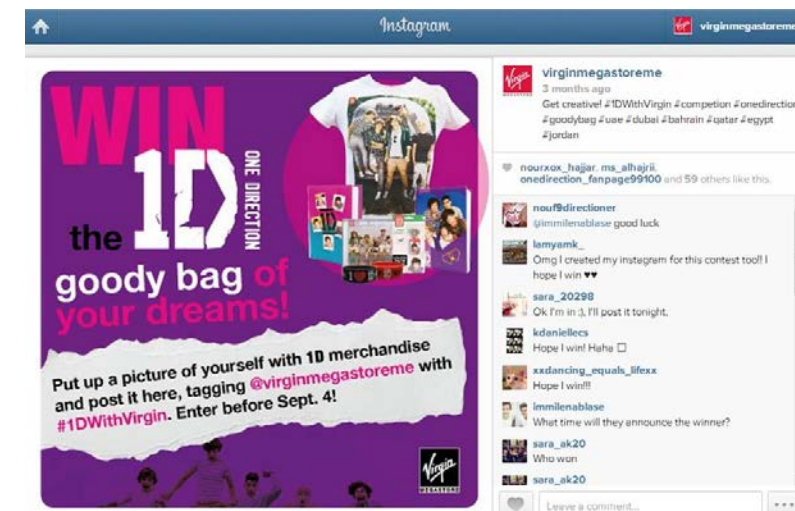 Instagram
virginmegastoreme
WIN
the 1D
ONE DIRECTION
goody bag of
your dreams!
Put up a picture of yourself with 1D merchandise
and post it here, tagging @virginmegastoreme with
#1DWithVirgin. Enter before Sept. 4!
Virgin
MEGASTORE
Virgin
virginmegastoreme
3 months ago
Get creative! #1DWithVirgin #competion #onedirection
#goodybag #uae #dubai #bahrain #qatar #egypt
#jordan
nourxox_hajjar, ms_alhajrii,
onedirection_fanpage99100 and 59 others like this.
nouf9directioner
@immilenablase good luck
lamyamk_
Omg I created my instagram for this contest too!! I
hope I win ♥♥
sara_20298
Ok I'm in :), I'll post it tonight.
kdaniellecs
Hope I win! Haha □
xxdancing_equals_lifexx
Hope I win!!!
immilenablase
What time will they announce the winner?
sara_ak20
Who won
sara_ak20
Leave a comment...